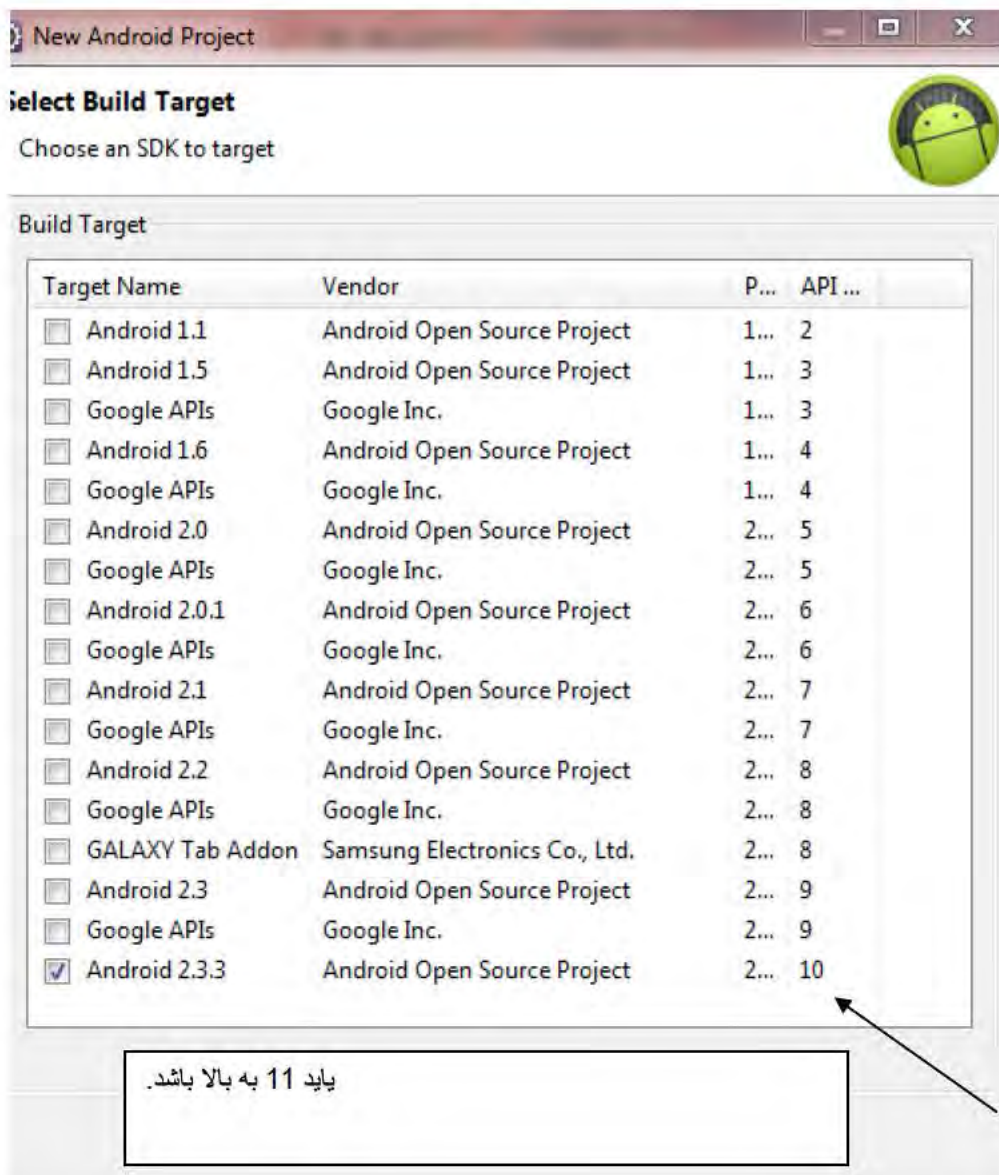 New Android Project
Select Build Target
Choose an SDK to target
Build Target
Target Name Vendor P... API ...
Android 1.1 Android Open Source Project 1... 2
Android 1.5 Android Open Source Project 1... 3
Google APIs Google Inc. 1... 3
Android 1.6 Android Open Source Project 1... 4
Google APIs Google Inc. 1... 4
Android 2.0 Android Open Source Project 2... 5
Google APIs Google Inc. 2... 5
Android 2.0.1 Android Open Source Project 2... 6
Google APIs Google Inc. 2... 6
Android 2.1 Android Open Source Project 2... 7
Google APIs Google Inc. 2... 7
Android 2.2 Android Open Source Project 2... 8
Google APIs Google Inc. 2... 8
GALAXY Tab Addon Samsung Electronics Co., Ltd. 2... 8
Android 2.3 Android Open Source Project 2... 9
Google APIs Google Inc. 2... 9
Android 2.3.3 Android Open Source Project 2... 10
یاید 11 به بالا باشد.